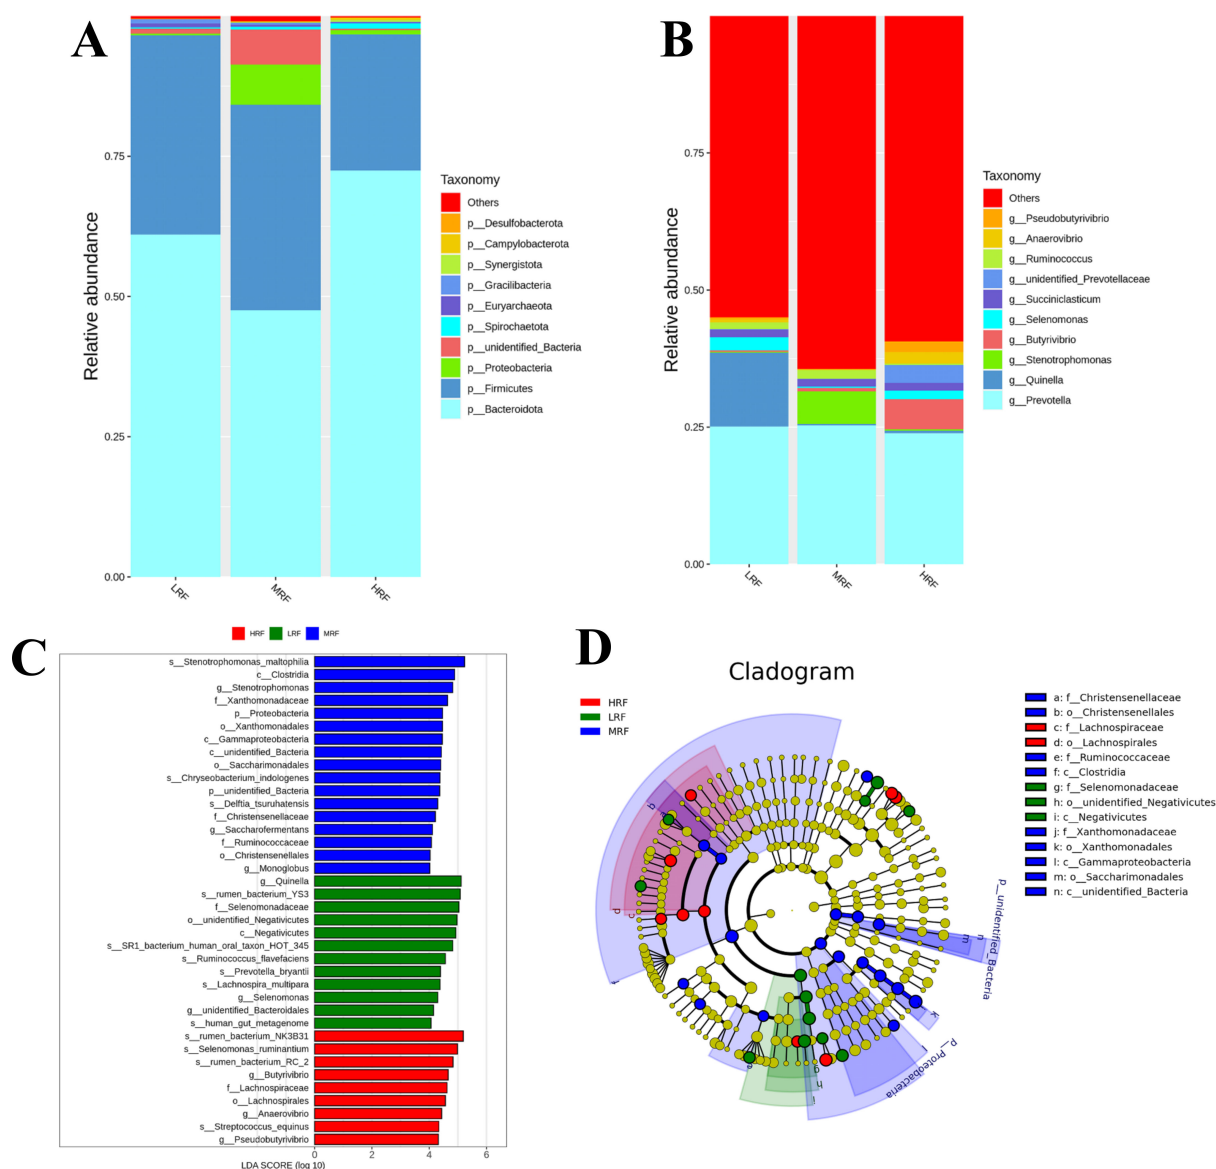 A
Relative abundance
0.75
0.50
0.25
0.00
LRF
MRF
HRF
Taxonomy
Others
p__Desulfobacterota
p__Campylobacterota
p__Synergistota
p__Gracilibacteria
p__Euryarchaeota
p__Spirochaetota
p__unidentified_Bacteria
p__Proteobacteria
p__Firmicutes
p__Bacteroidota
B
Relative abundance
0.75
0.50
0.25
0.00
LRF
MRF
HRF
Taxonomy
Others
g__Pseudobutyrivibrio
g__Anaerovibrio
g__Ruminococcus
g__unidentified_Prevotellaceae
g__Succiniclasticum
g__Selenomonas
g__Butyrivibrio
g__Stenotrophomonas
g__Quinella
g__Prevotella
C
HRF LRF MRF
s__Stenotrophomonas_maltophilia
c__Clostridia
g__Stenotrophomonas
f__Xanthomonadaceae
p__Proteobacteria
o__Xanthomonadales
c__Gammaproteobacteria
c__unidentified_Bacteria
o__Saccharimonadales
s__Chryseobacterium_indologenes
p__unidentified_Bacteria
s__Delftia_tsuruhatensis
f__Christensenellaceae
g__Saccharofermentans
f__Ruminococcaceae
o__Christensenellales
g__Monoglobus
g__Quinella
s__rumen_bacterium_YS3
f__Selenomonadaceae
o__unidentified_Negativicutes
c__Negativicutes
s__SR1_bacterium_human_oral_taxon_HOT_345
s__Ruminococcus_flavefaciens
s__Prevotella_bryantii
s__Lachnospira_multipara
g__Selenomonas
g__unidentified_Bacteroidales
s__human_gut_metagenome
s__rumen_bacterium_NK3B31
s__Selenomonas_ruminantium
s__rumen_bacterium_RC_2
g__Butyrivibrio
f__Lachnospiraceae
o__Lachnospirales
g__Anaerovibrio
s__Streptococcus_equinus
g__Pseudobutyrivibrio
0 2 4 6
LDA SCORE (log 10)
D
Cladogram
HRF
LRF
MRF
b
d
c
f
e
g
h
i
l
k
m
n
p__unidentified_Bacteria
p__Proteobacteria
a: f__Christensenellaceae
b: o__Christensenellales
c: f__Lachnospiraceae
d: o__Lachnospirales
e: f__Ruminococcaceae
f: c__Clostridia
g: f__Selenomonadaceae
h: o__unidentified_Negativicutes
i: c__Negativicutes
j: f__Xanthomonadaceae
k: o__Xanthomonadales
l: c__Gammaproteobacteria
m: o__Saccharimonadales
n: c__unidentified_Bacteria